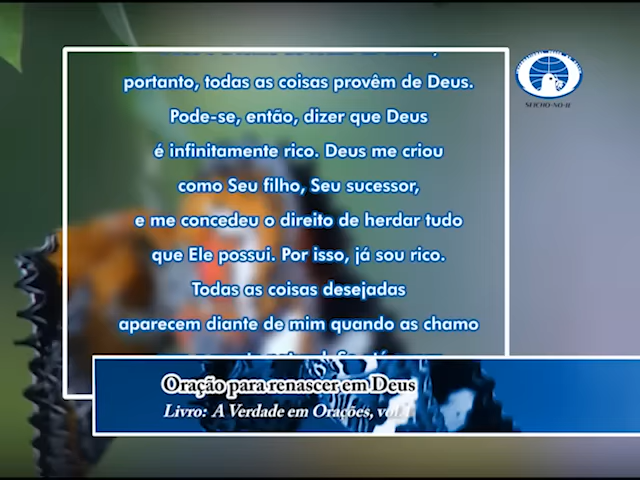 portanto, todas as coisas provêm de Deus.
Pode-se, então, dizer que Deus
é infinitamente rico. Deus me criou
como Seu filho, Seu sucessor,
e me concedeu o direito de herdar tudo
que Ele possui. Por isso, já sou rico.
Todas as coisas desejadas
aparecem diante de mim quando as chamo
Oração para renascer em Deus
Livro: A Verdade em Orações, vol.
SEICHO-NO-IE